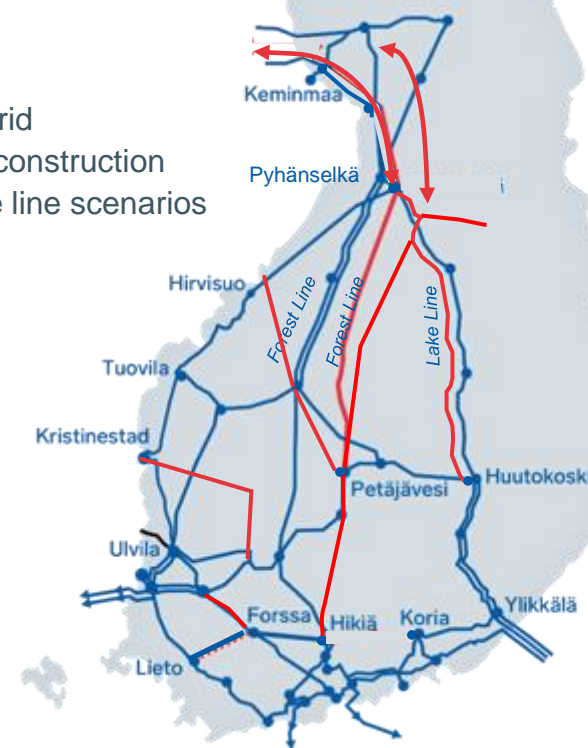 rid
construction
e line scenarios
Keminmaa
Pyhänselkä
Hirvisuo
Forest Line
Forest Line
Lake Line
Tuovila
Kristinestad
Petäjävesi
Huutokosk
Ulvila
Forssa
Hikiä
Koria
Ylikkälä
Lieto